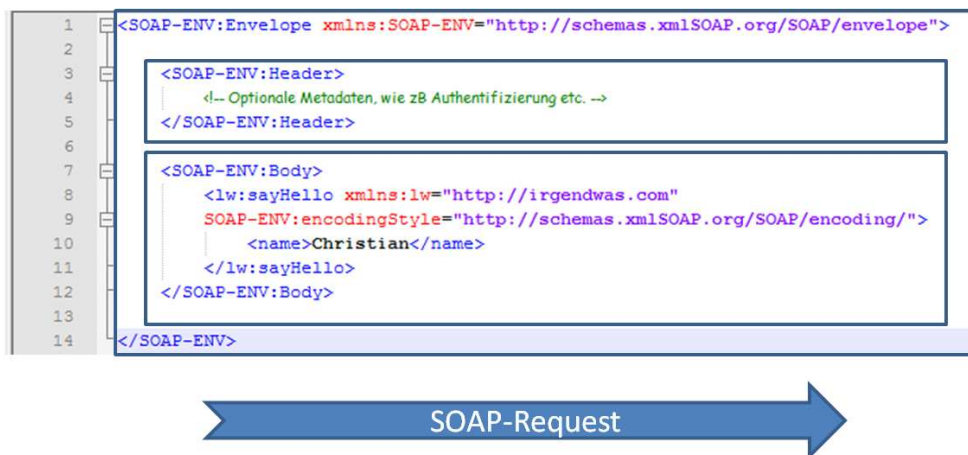 1 <SOAP-ENV:Envelope xmlns:SOAP-ENV="http://schemas.xmlSOAP.org/SOAP/envelope">
2
3 <SOAP-ENV:Header>
4 <!-- Optionale Metadaten, wie zB Authentifizierung etc. -->
5 </SOAP-ENV:Header>
6
7 <SOAP-ENV:Body>
8 <lw:sayHello xmlns:lw="http://irgendwas.com"
9 SOAP-ENV:encodingStyle="http://schemas.xmlSOAP.org/SOAP/encoding/">
10 <name>Christian</name>
11 </lw:sayHello>
12 </SOAP-ENV:Body>
13
14 </SOAP-ENV>
SOAP-Request